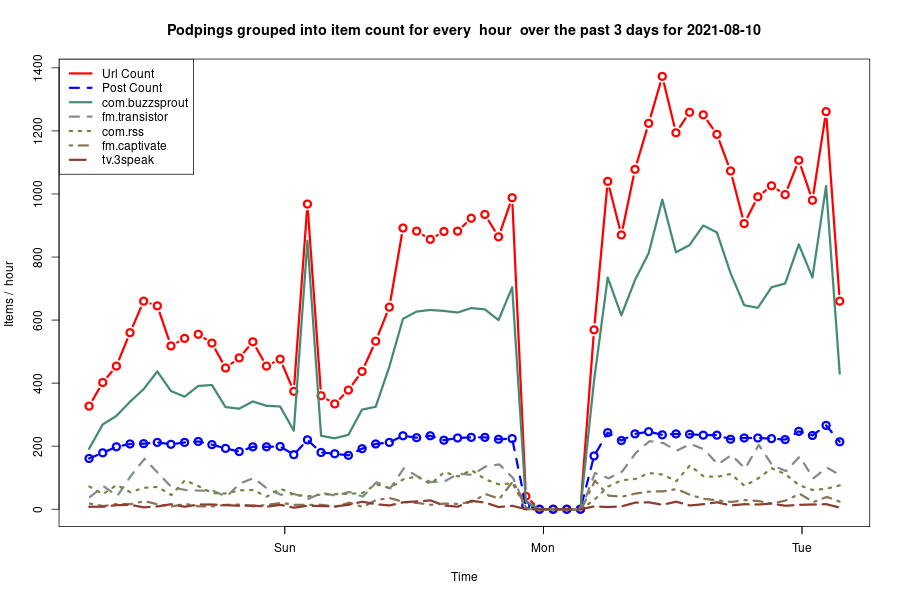 Podpings grouped into item count for every  hour  over the past 3 days for 2021-08-10
Url Count
Post Count
com.buzzsprout
fm.transistor
com.rss
fm.captivate
tv.3speak
Items /  hour
1400
1200
1000
800
600
400
200
0
Sun
Mon
Tue
Time